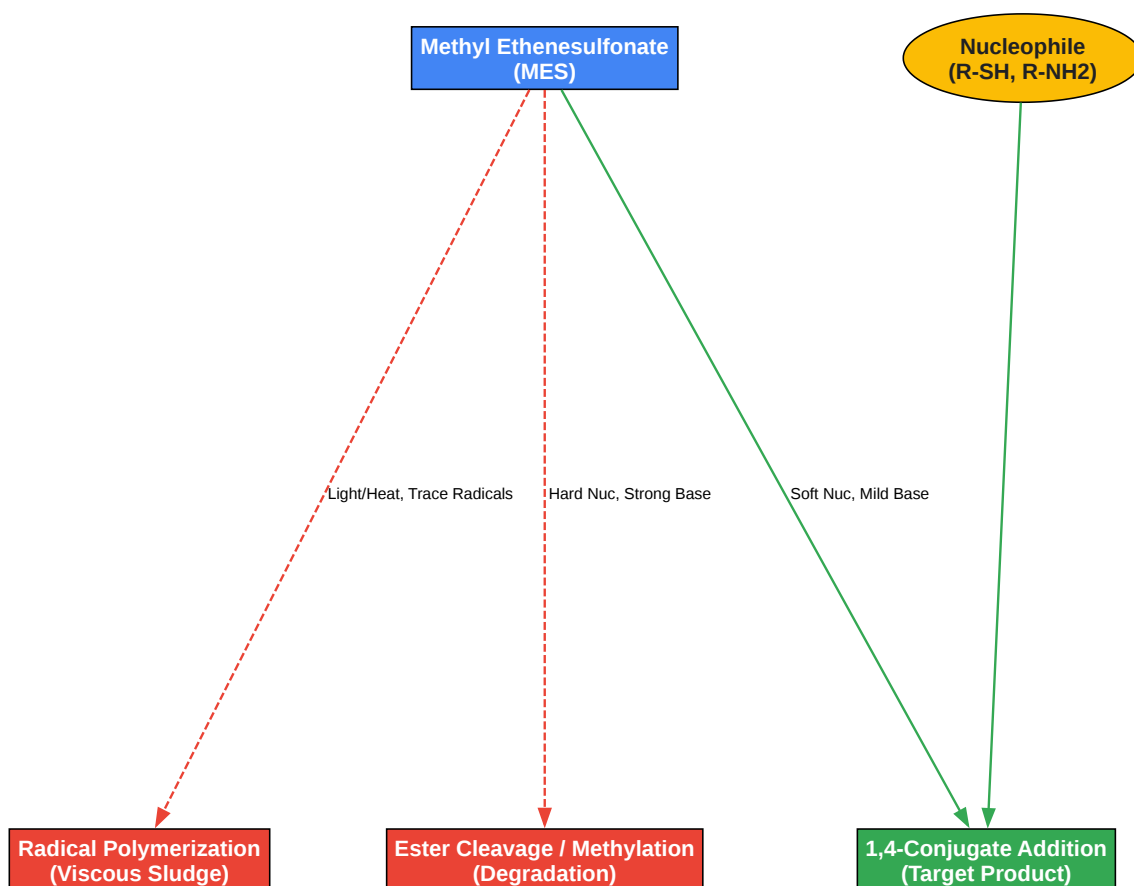 Methyl Ethenesulfonate
(MES)
Nucleophile
(R-SH, R-NH2)
Light/Heat, Trace Radicals
Hard Nuc, Strong Base
Soft Nuc, Mild Base
Radical Polymerization
(Viscous Sludge)
Ester Cleavage / Methylation
(Degradation)
1,4-Conjugate Addition
(Target Product)